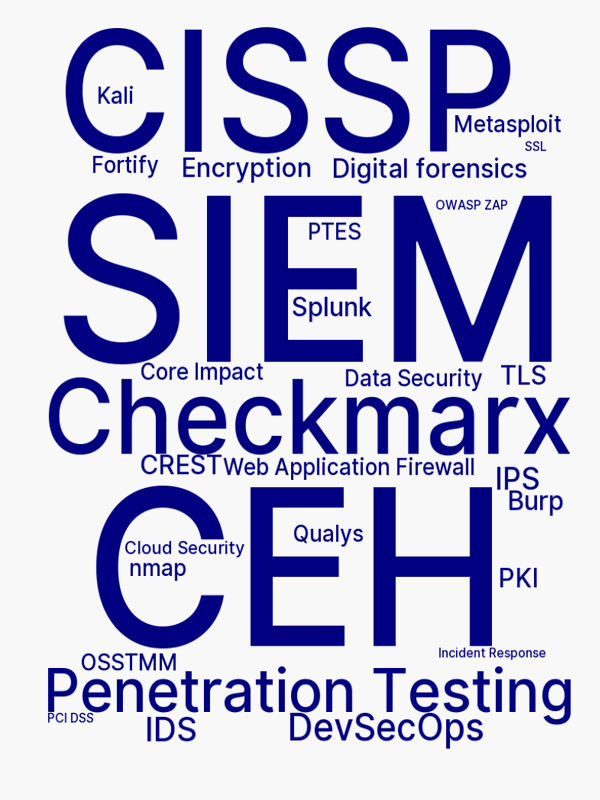 CISSP
Kali
Metasploit
SSL
Fortify
Encryption
Digital forensics
SIEM
OWASP ZAP
PTES
Splunk
Core Impact
Data Security
TLS
Checkmarx
CREST
Web Application Firewall
IPS
Burp
CEH
Qualys
Cloud Security
nmap
PKI
Incident Response
OSSTMM
Penetration Testing
PCI DSS
IDS
DevSecOps